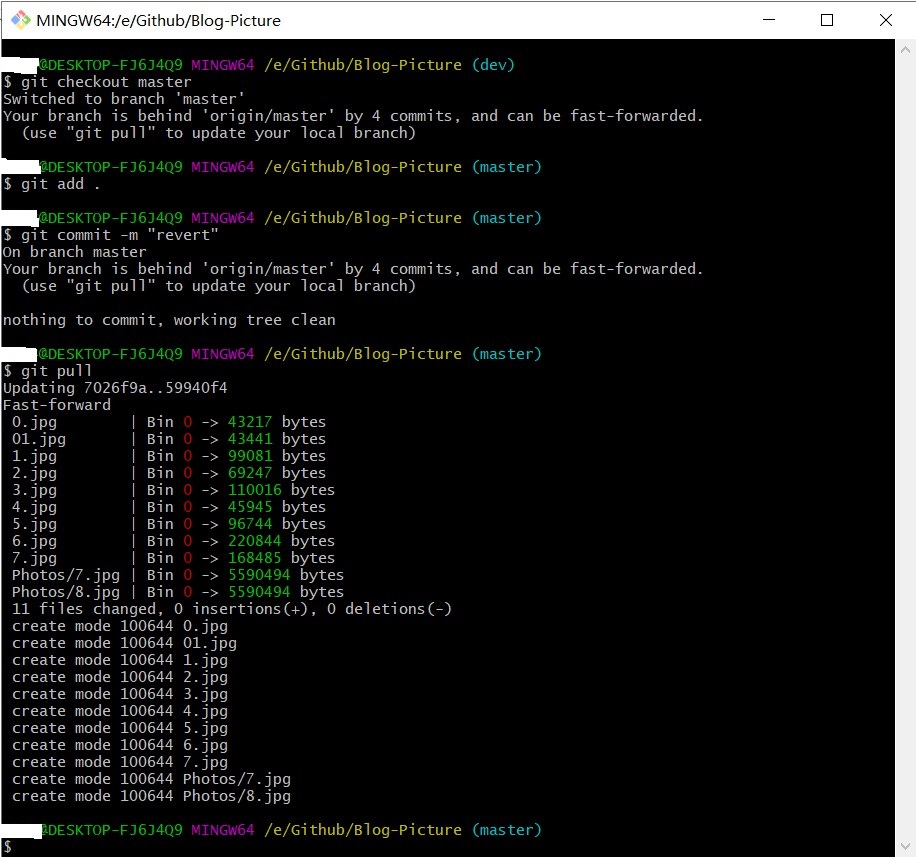 MINGW64:/e/Github/Blog-Picture
@DESKTOP-FJ6J4Q9 MINGW64 /e/Github/Blog-Picture (dev)
$ git checkout master
Switched to branch 'master'
Your branch is behind 'origin/master' by 4 commits, and can be fast-forwarded.
  (use "git pull" to update your local branch)
@DESKTOP-FJ6J4Q9 MINGW64 /e/Github/Blog-Picture (master)
$ git add .
@DESKTOP-FJ6J4Q9 MINGW64 /e/Github/Blog-Picture (master)
$ git commit -m "revert"
On branch master
Your branch is behind 'origin/master' by 4 commits, and can be fast-forwarded.
  (use "git pull" to update your local branch)
nothing to commit, working tree clean
@DESKTOP-FJ6J4Q9 MINGW64 /e/Github/Blog-Picture (master)
$ git pull
Updating 7026f9a..59940f4
Fast-forward
 0.jpg        | Bin 0 -> 43217 bytes
 01.jpg       | Bin 0 -> 43441 bytes
 1.jpg        | Bin 0 -> 99081 bytes
 2.jpg        | Bin 0 -> 69247 bytes
 3.jpg        | Bin 0 -> 110016 bytes
 4.jpg        | Bin 0 -> 45945 bytes
 5.jpg        | Bin 0 -> 96744 bytes
 6.jpg        | Bin 0 -> 220844 bytes
 7.jpg        | Bin 0 -> 168485 bytes
 Photos/7.jpg | Bin 0 -> 5590494 bytes
 Photos/8.jpg | Bin 0 -> 5590494 bytes
 11 files changed, 0 insertions(+), 0 deletions(-)
 create mode 100644 0.jpg
 create mode 100644 01.jpg
 create mode 100644 1.jpg
 create mode 100644 2.jpg
 create mode 100644 3.jpg
 create mode 100644 4.jpg
 create mode 100644 5.jpg
 create mode 100644 6.jpg
 create mode 100644 7.jpg
 create mode 100644 Photos/7.jpg
 create mode 100644 Photos/8.jpg
@DESKTOP-FJ6J4Q9 MINGW64 /e/Github/Blog-Picture (master)
$